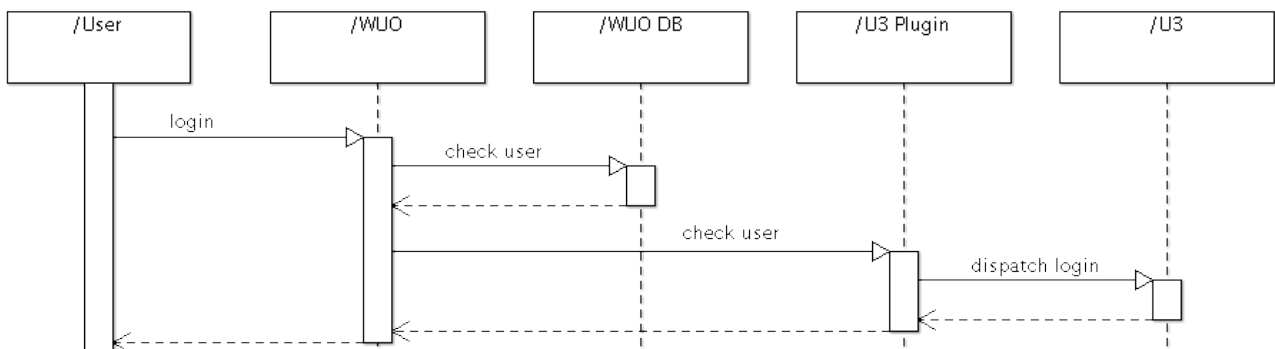 /User
/WUO
/WUO DB
/U3 Plugin
/U3
login
check user
check user
dispatch login